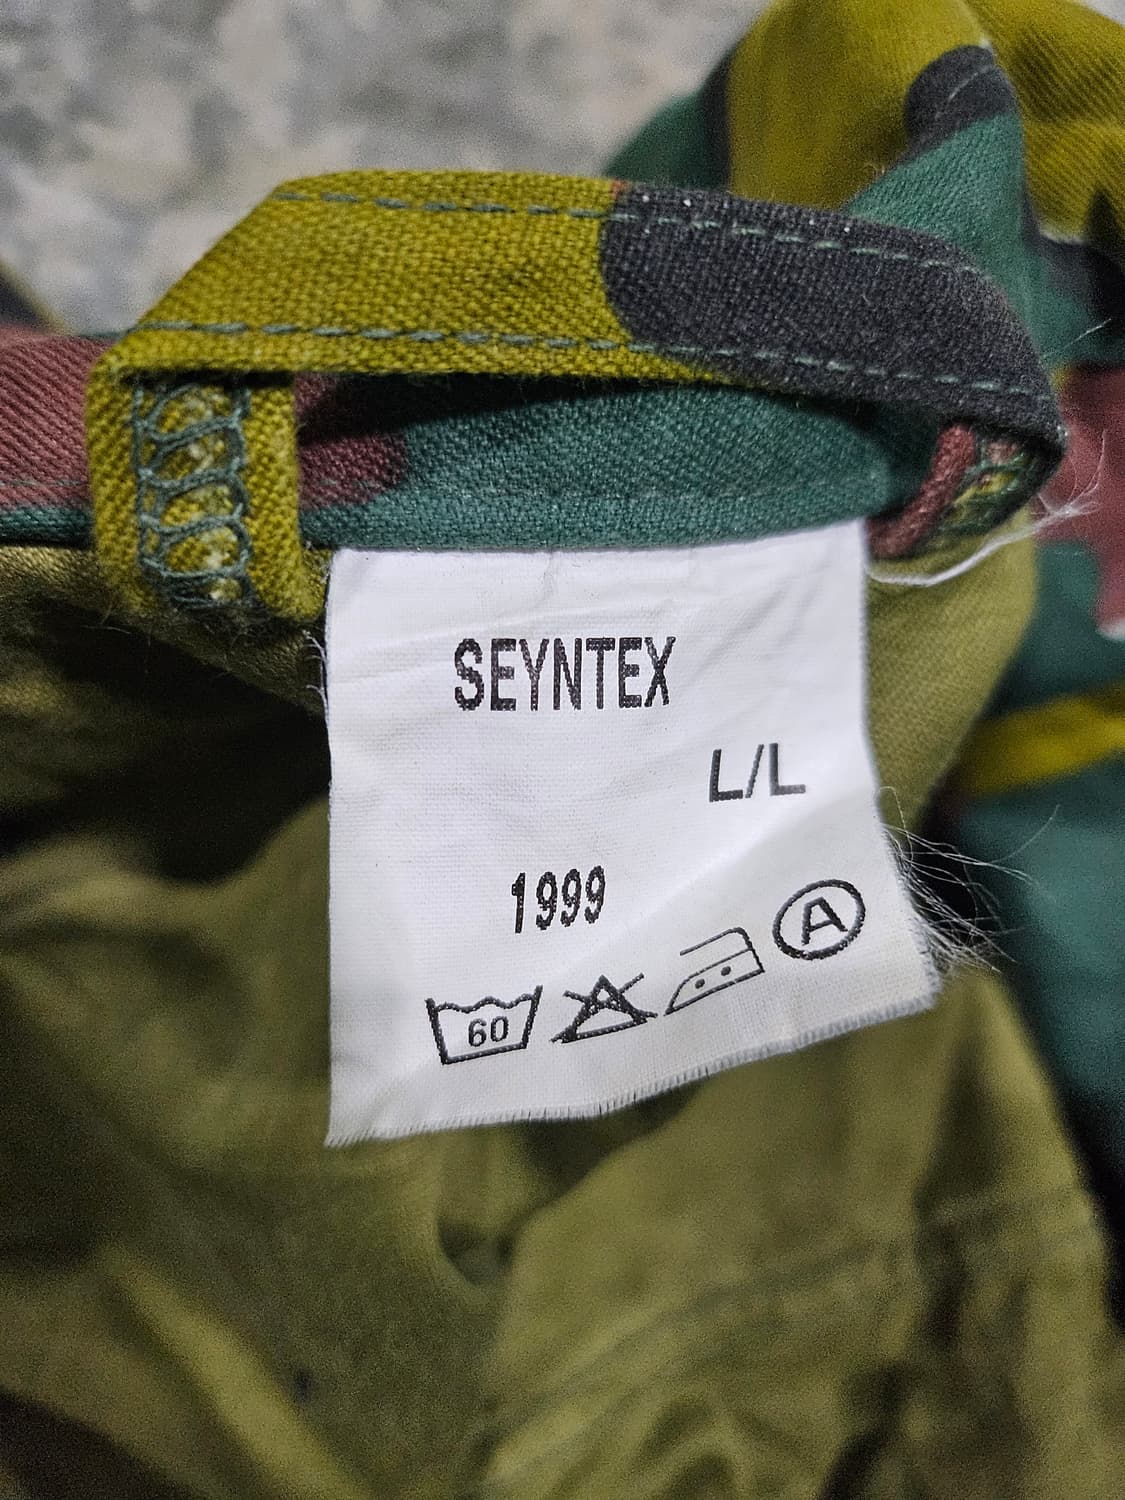 SEYNTEX
L/L
1999
60 A